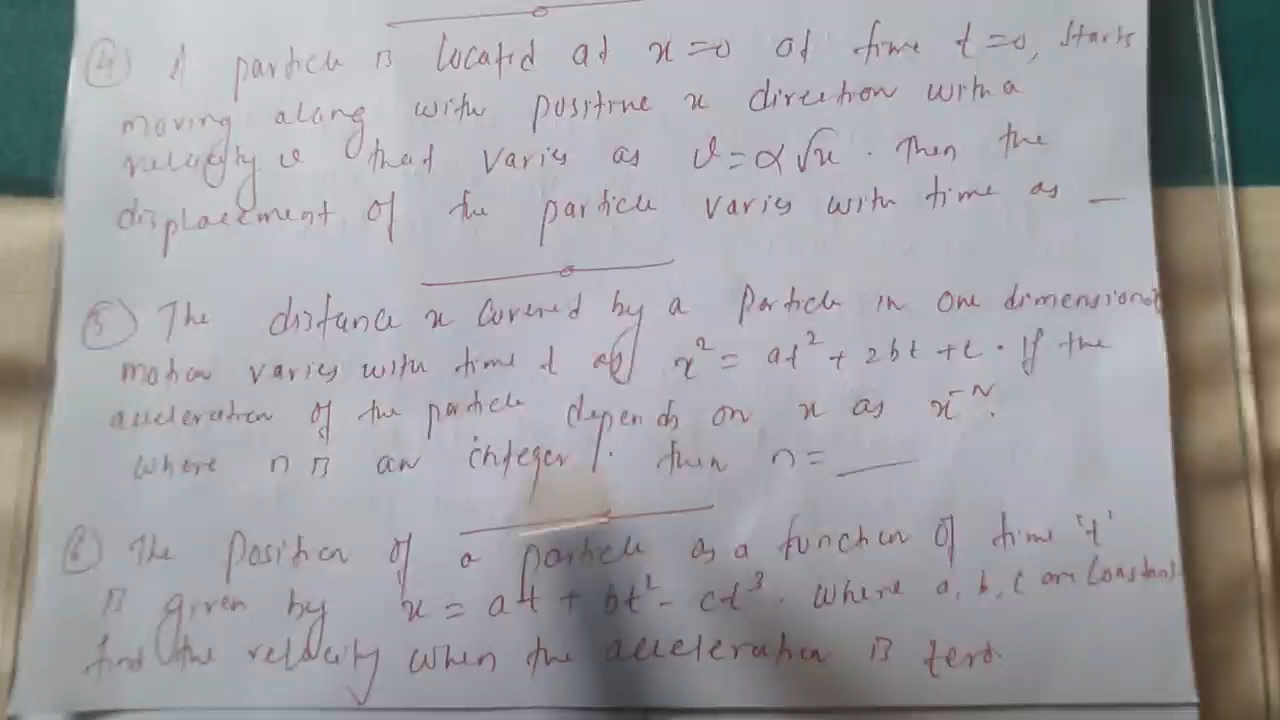 ④ A particle is located at x=0 at time t=0, starts
moving along with positive x direction with a
velocity v that varies as v=α√x. Then the
displacement of the particle varies with time as _
⑤ The distance x covered by a particle in one dimensional
motion varies with time t as x²= at²+2bt+c. If the
acceleration of the particle depends on x as x⁻ᴺ.
where n is an integer. then n=___
⑥ The position of a particle as a function of time 't'
is given by x = at + bt² - ct³. where a, b, c are constant
find the velocity when the acceleration is zero.